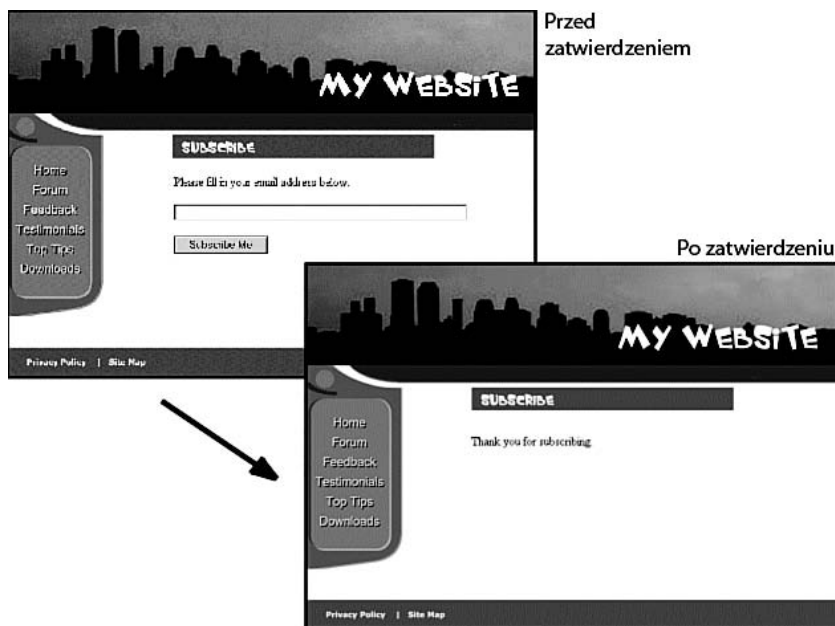 Przed
zatwierdzeniem
MY WEBSITE
SUBSCRIBE
Please fill in your email address below.
Home
Forum
Feedback
Testimonials
Top Tips
Downloads
Subscribe Me
Privacy Policy | Site Map
Po zatwierdzeniu
MY WEBSITE
SUBSCRIBE
Thank you for subscribing.
Home
Forum
Feedback
Testimonials
Top Tips
Downloads
Privacy Policy | Site Map